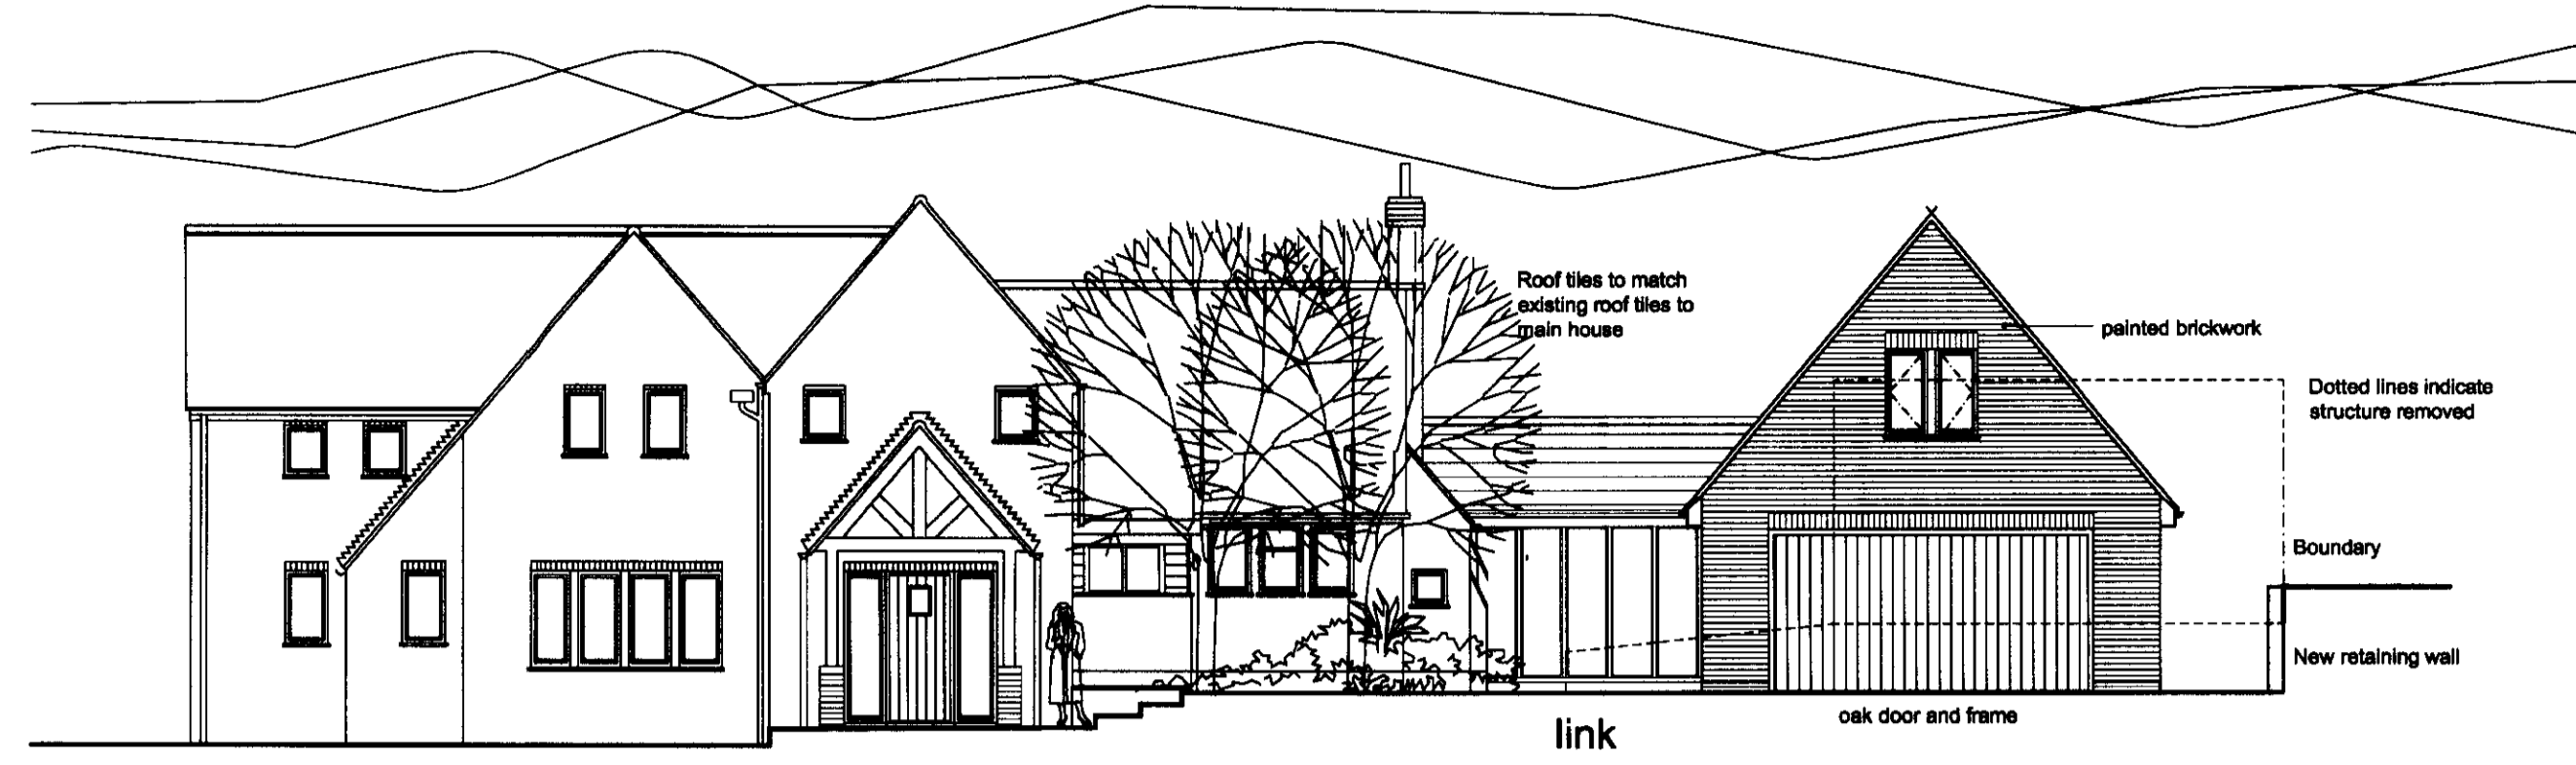 Roof tiles to match
existing roof tiles to
main house
painted brickwork
Dotted lines indicate
structure removed
Boundary
New retaining wall
oak door and frame
link